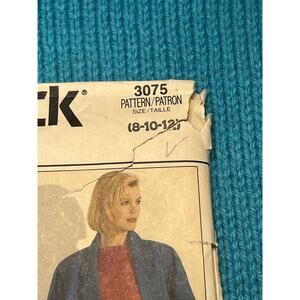 CK®
3075
PATTERN/PATRON
SIZE/TAILLE
(8-10-12)